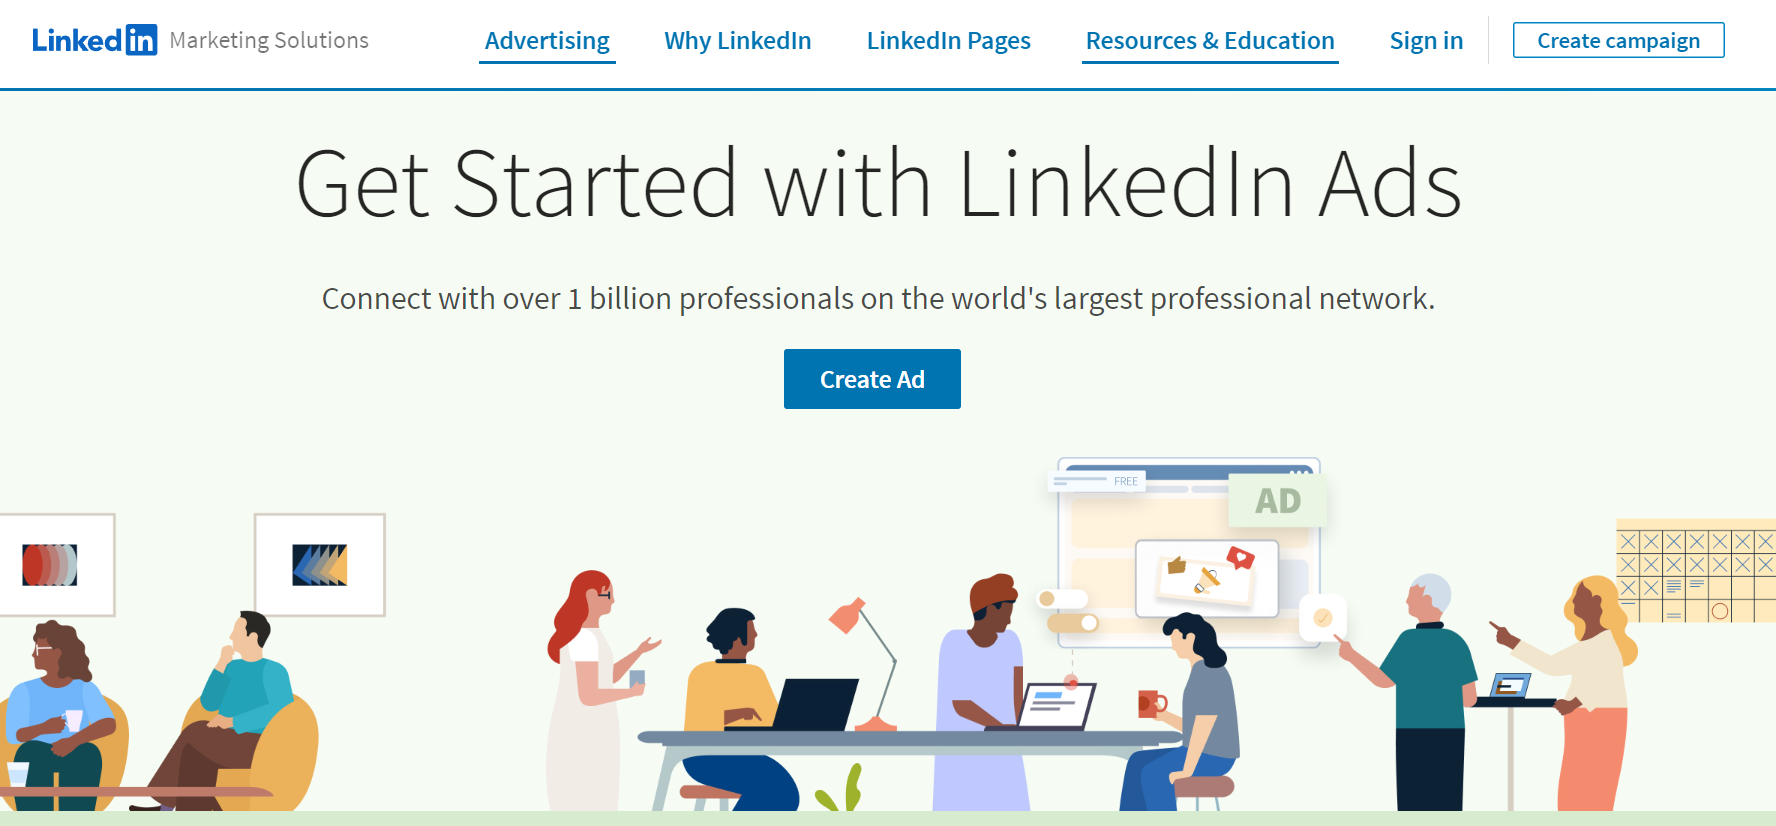 Linkedin Marketing Solutions
Advertising
Why LinkedIn
LinkedIn Pages
Resources & Education
Sign in
Create campaign
Get Started with LinkedIn Ads
Connect with over 1 billion professionals on the world's largest professional network.
Create Ad
FREE
AD